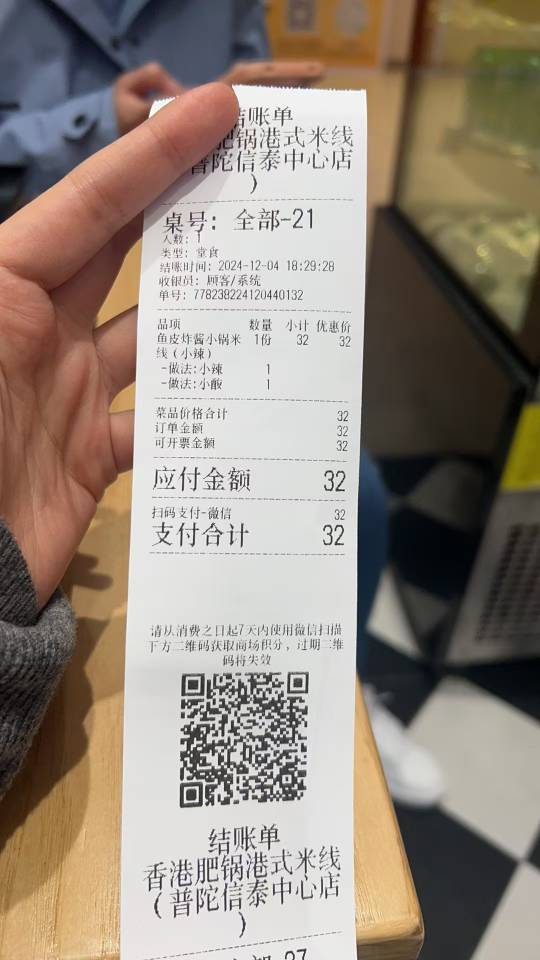 结账单
肥锅港式米线
普陀信泰中心店
)
桌号: 全部-21
人数: 1
类型: 堂食
结账时间: 2024-12-04 18:29:28
收银员: 顾客/系统
单号: 778238224120440132
品项 数量 小计 优惠价
鱼皮炸酱小锅米 1份 32 32
线(小辣)
-做法:小辣 1
-做法:小酸 1
菜品价格合计 32
订单金额 32
可开票金额 32
应付金额 32
扫码支付-微信 32
支付合计 32
请从消费之日起7天内使用微信扫描
下方二维码获取商场积分，过期二维
码将失效
结账单
香港肥锅港式米线
(普陀信泰中心店
)